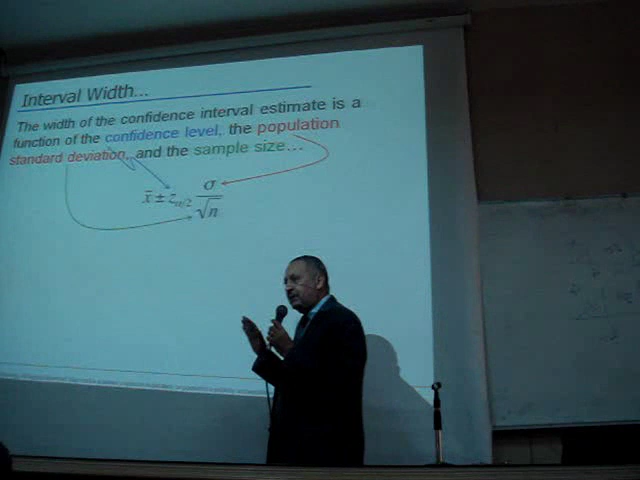 Interval Width...
The width of the confidence interval estimate is a
function of the confidence level, the population
standard deviation, and the sample size...
x̄ ± z_{α/2} σ/√n